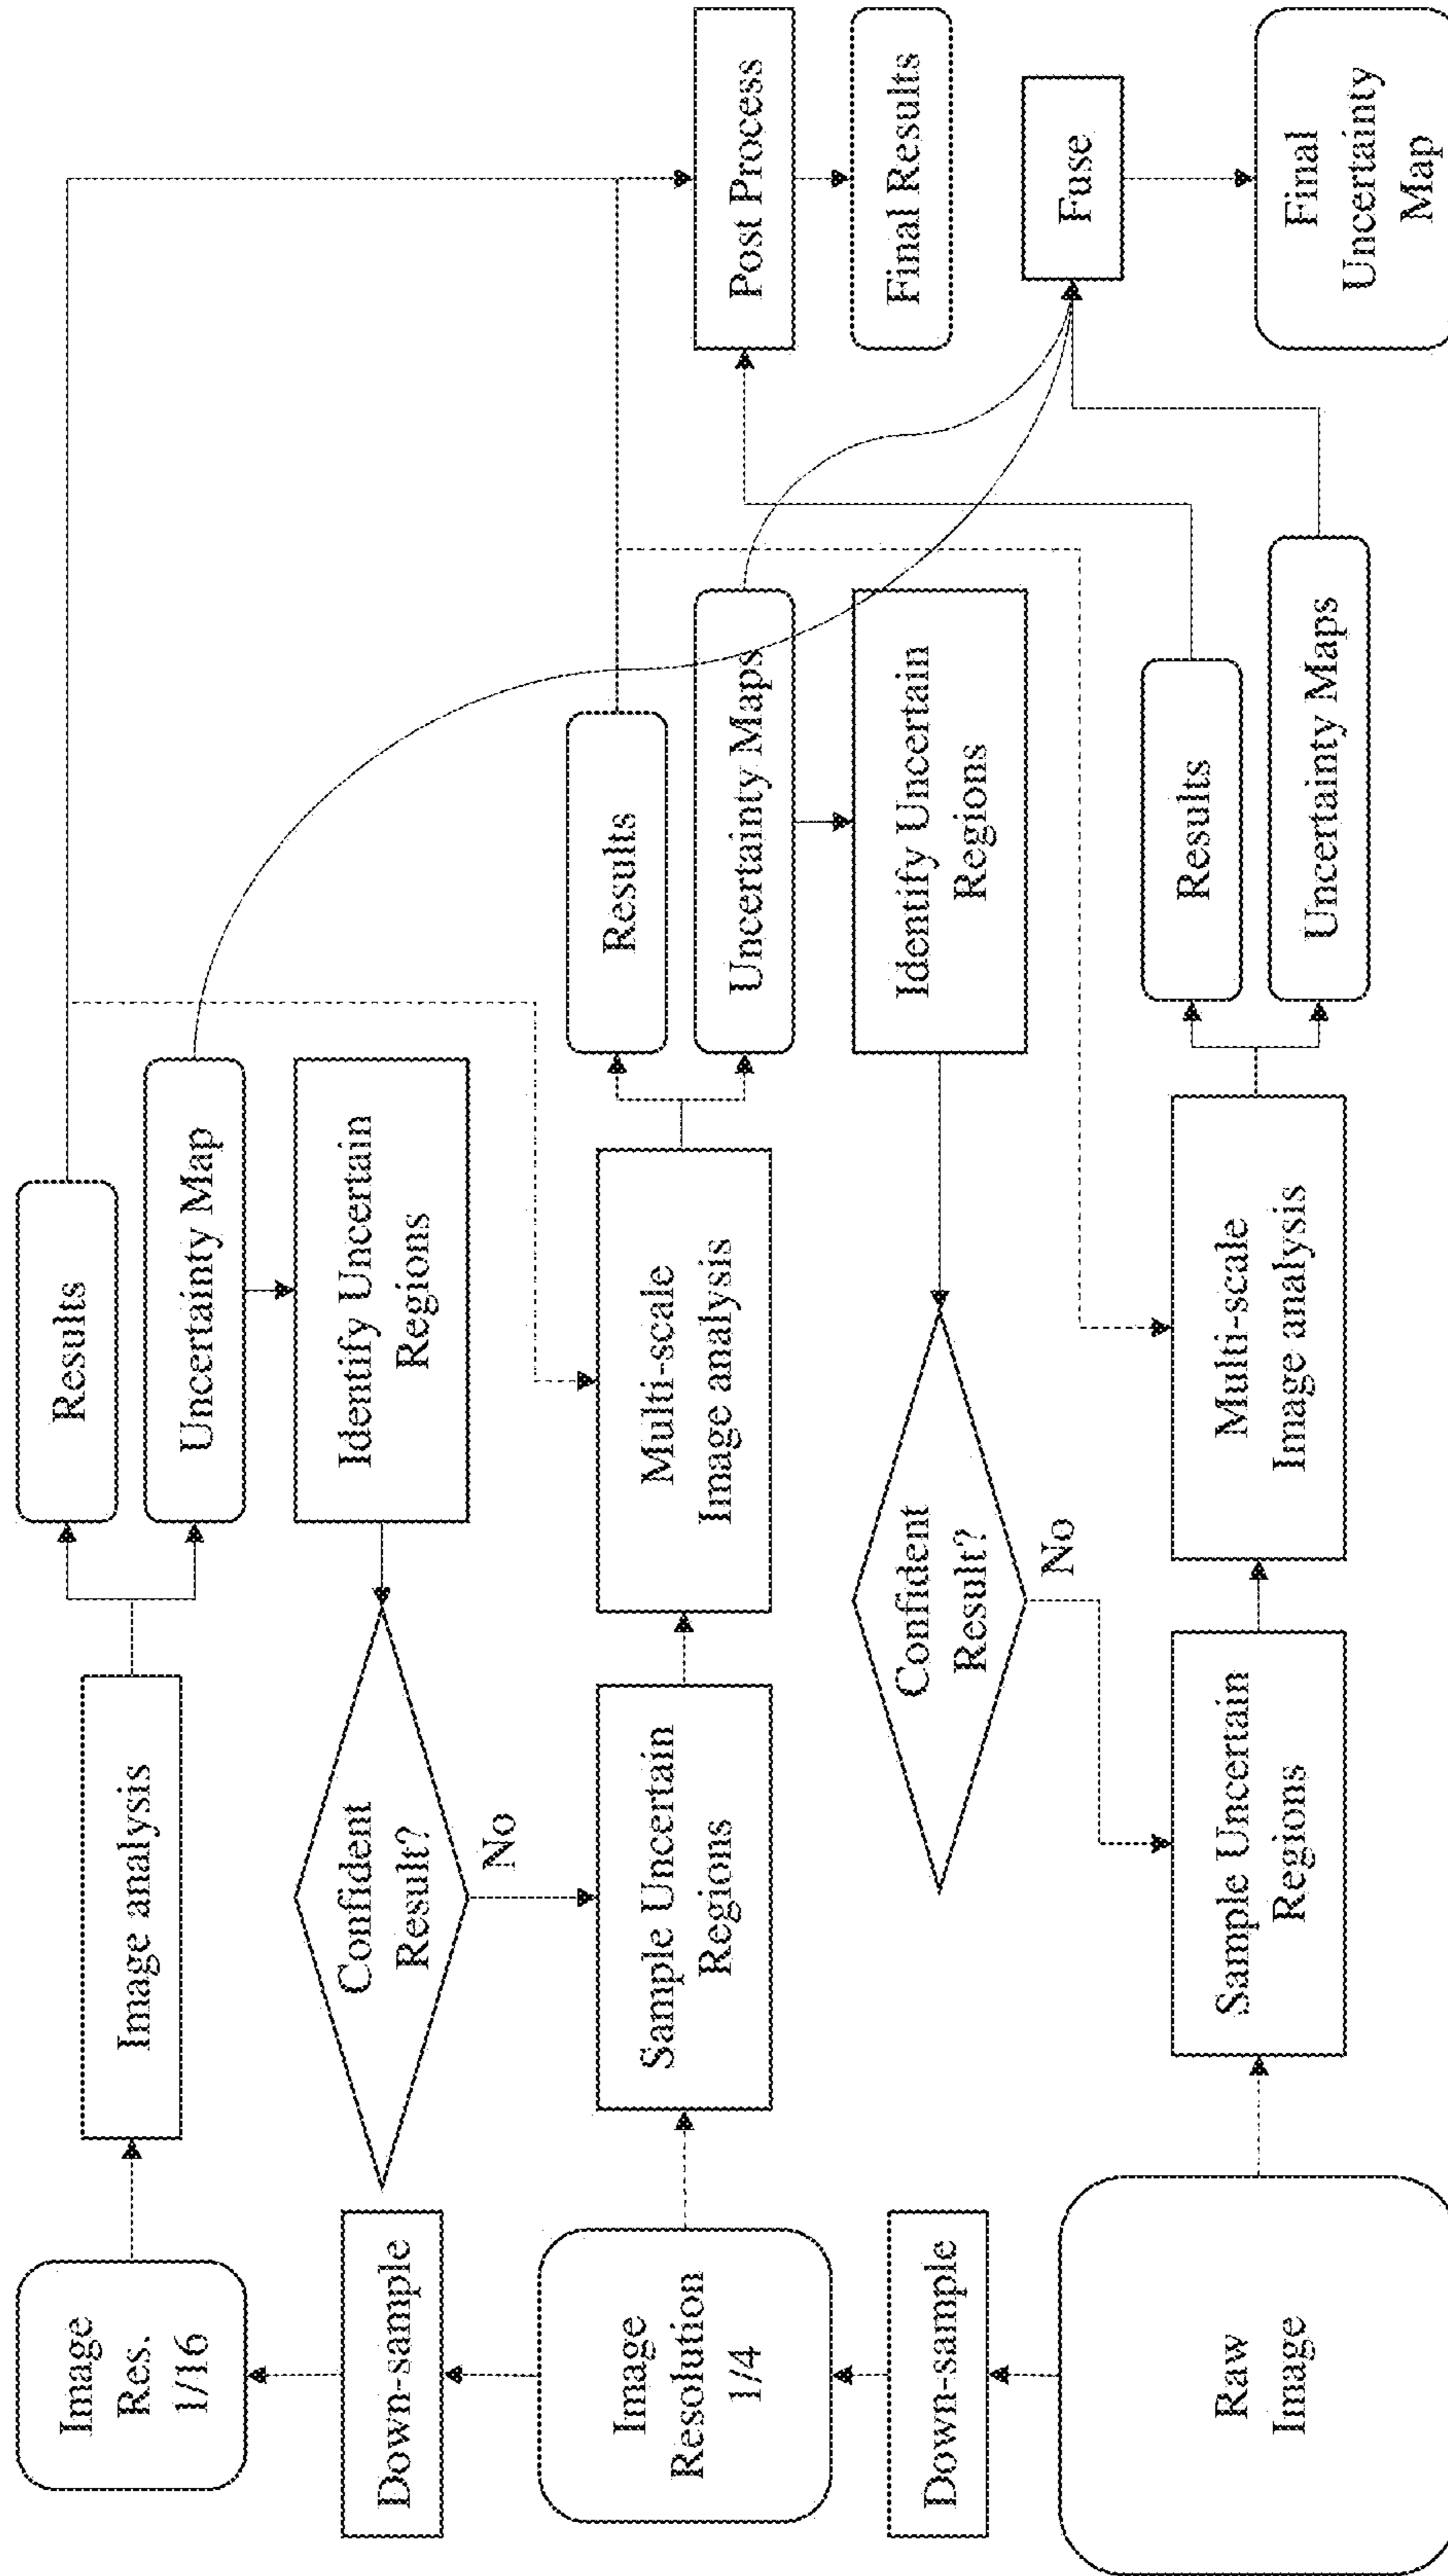 Image
Res.
1/16
Image analysis
Results
Uncertainty Map
Identify Uncertain
Regions
Confident
Result?
No
Down-sample
Image
Resolution
1/4
Sample Uncertain
Regions
Multi-scale
Image analysis
Results
Uncertainty Maps
Identify Uncertain
Regions
Confident
Result?
No
Down-sample
Raw
Image
Sample Uncertain
Regions
Multi-scale
Image analysis
Results
Uncertainty Maps
Post Process
Final Results
Fuse
Final
Uncertainty
Map